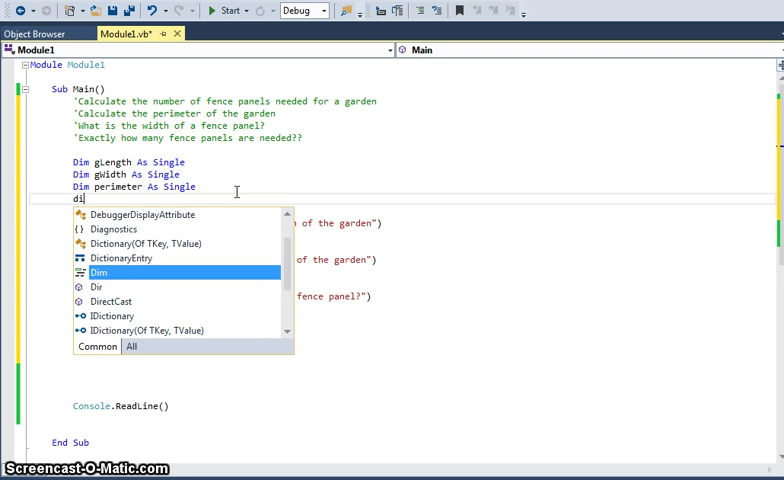 Start
Debug
Object Browser
Module1.vb*
Module1
Main
Module Module1
Sub Main()
'Calculate the number of fence panels needed for a garden
'Calculate the perimeter of the garden
'What is the width of a fence panel?
'Exactly how many fence panels are needed??
Dim gLength As Single
Dim gWidth As Single
Dim perimeter As Single
di
DebuggerDisplayAttribute
of the garden")
Diagnostics
Dictionary(Of TKey, TValue)
DictionaryEntry
of the garden")
Dim
Dir
fence panel?")
DirectCast
IDictionary
IDictionary(Of TKey, TValue)
Common All
Console.ReadLine()
End Sub
Screencast-O-Matic.com